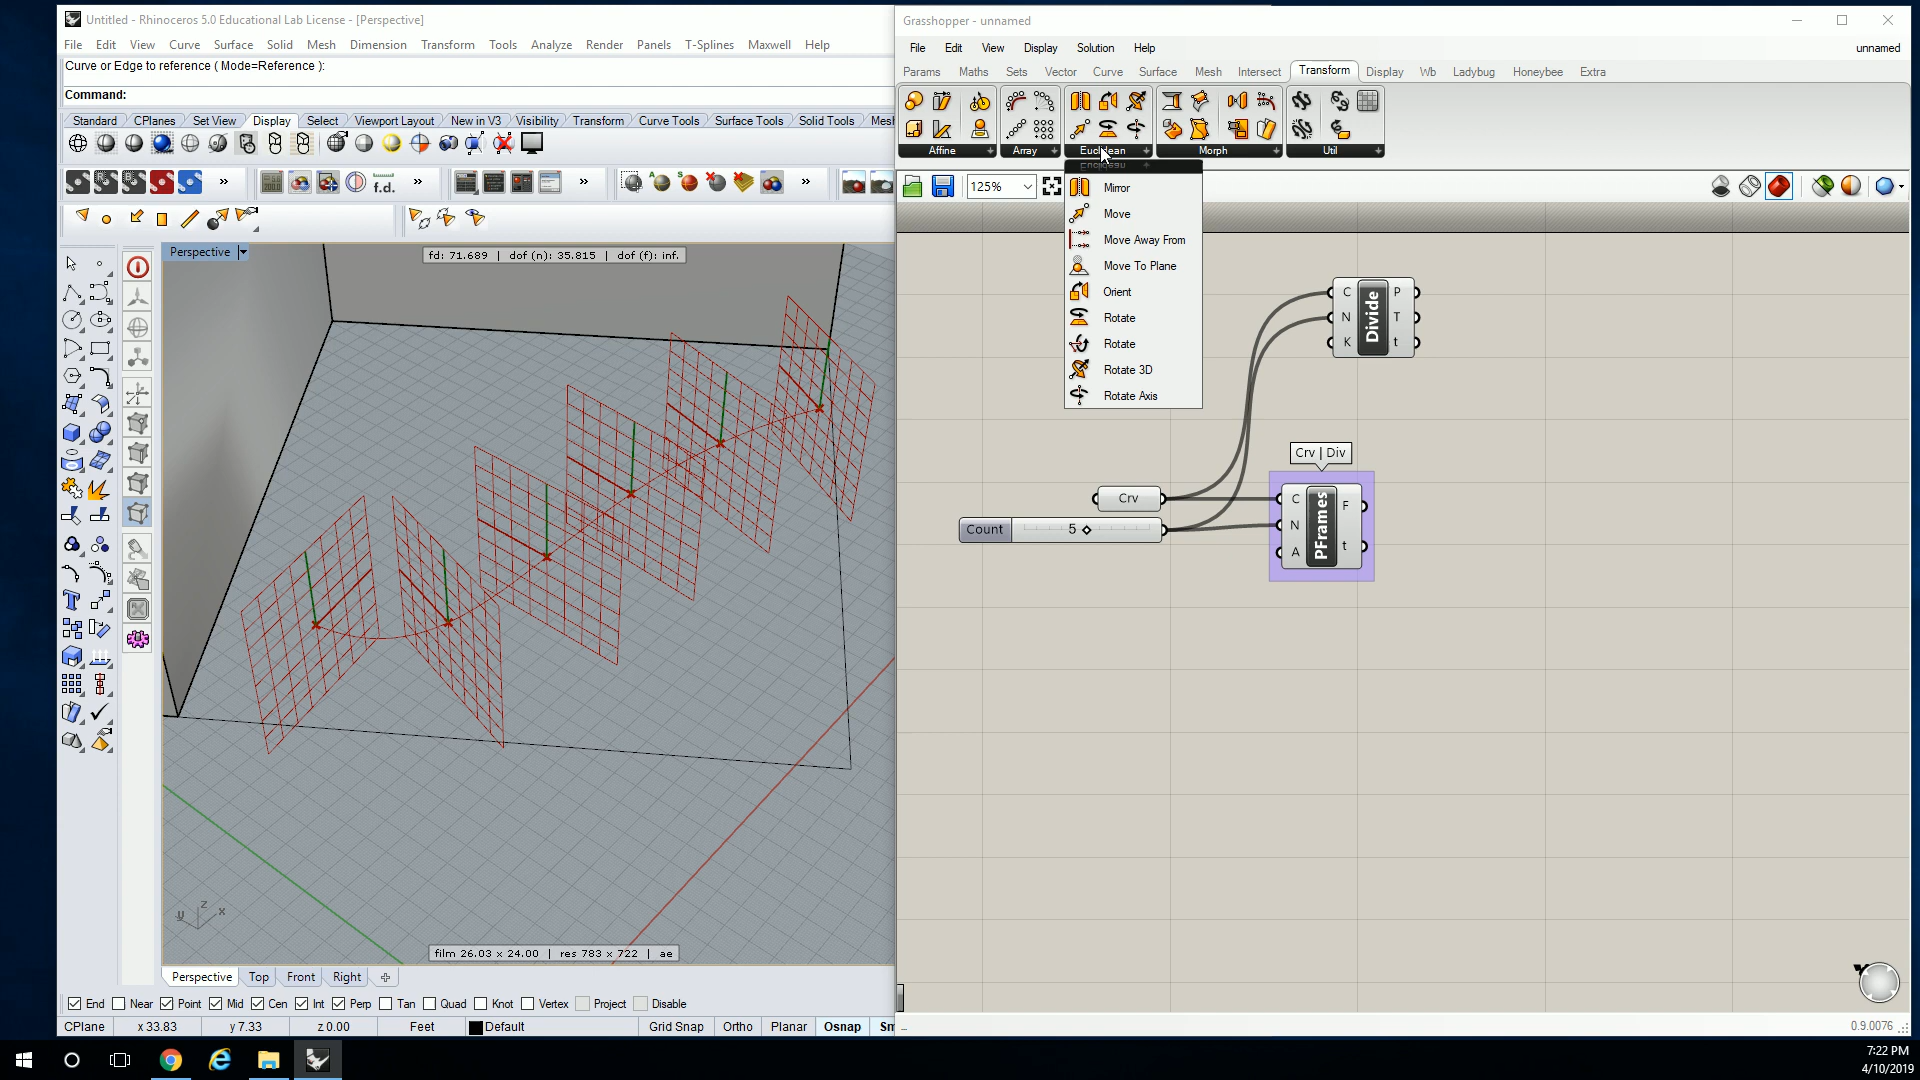 Untitled - Rhinoceros 5.0 Educational Lab License - [Perspective]
File Edit View Curve Surface Solid Mesh Dimension Transform Tools Analyze Render Panels T-Splines Maxwell Help
Curve or Edge to reference ( Mode=Reference ):
Command:
Standard CPlanes Set View Display Select Viewport Layout New in V3 Visibility Transform Curve Tools Surface Tools Solid Tools Mesh
f.d.
Perspective
fd: 71.689 | dof (n): 35.815 | dof (f): inf.
z
y x
film 26.03 x 24.00 | res 783 x 722 | ae
Perspective Top Front Right
End Near Point Mid Cen Int Perp Tan Quad Knot Vertex Project Disable
CPlane x 33.83 y 7.33 z 0.00 Feet Default Grid Snap Ortho Planar Osnap Sm
Grasshopper - unnamed
File Edit View Display Solution Help unnamed
Params Maths Sets Vector Curve Surface Mesh Intersect Transform Display Wb Ladybug Honeybee Extra
Affine Array Euclidean Morph Util
125%
Mirror
Move
Move Away From
Move To Plane
Orient
Rotate
Rotate
Rotate 3D
Rotate Axis
C N K Divide P T t
Crv | Div
Crv
Count 5
C N A PFrames F t
0.9.0076
7:22 PM
4/10/2019